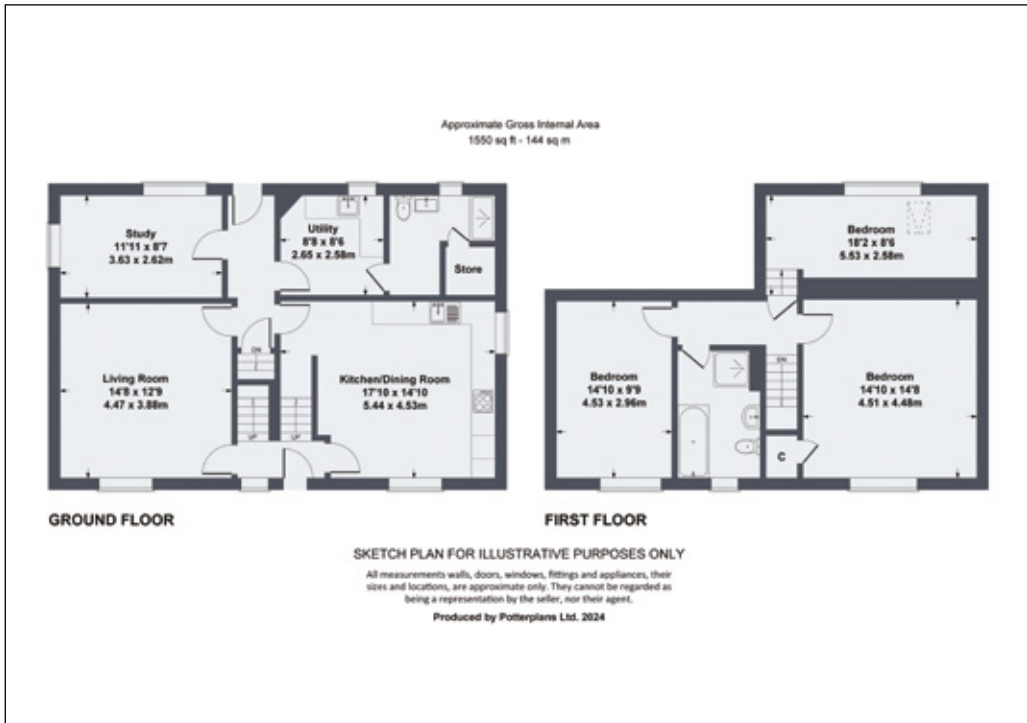 Approximate Gross Internal Area
1550 sq ft - 144 sq m
Study
11'11 x 8'7
3.63 x 2.62m
Utility
8'8 x 8'6
2.65 x 2.58m
Store
Living Room
14'8 x 12'9
4.47 x 3.88m
DN
UP
UP
Kitchen/Dining Room
17'10 x 14'10
5.44 x 4.53m
GROUND FLOOR
Bedroom
18'2 x 8'6
5.53 x 2.58m
Bedroom
14'10 x 9'9
4.53 x 2.96m
DN
Bedroom
14'10 x 14'8
4.51 x 4.48m
C
FIRST FLOOR
SKETCH PLAN FOR ILLUSTRATIVE PURPOSES ONLY
All measurements walls, doors, windows, fittings and appliances, their
sizes and locations, are approximate only. They cannot be regarded as
being a representation by the seller, nor their agent.
Produced by Potterplans Ltd. 2024